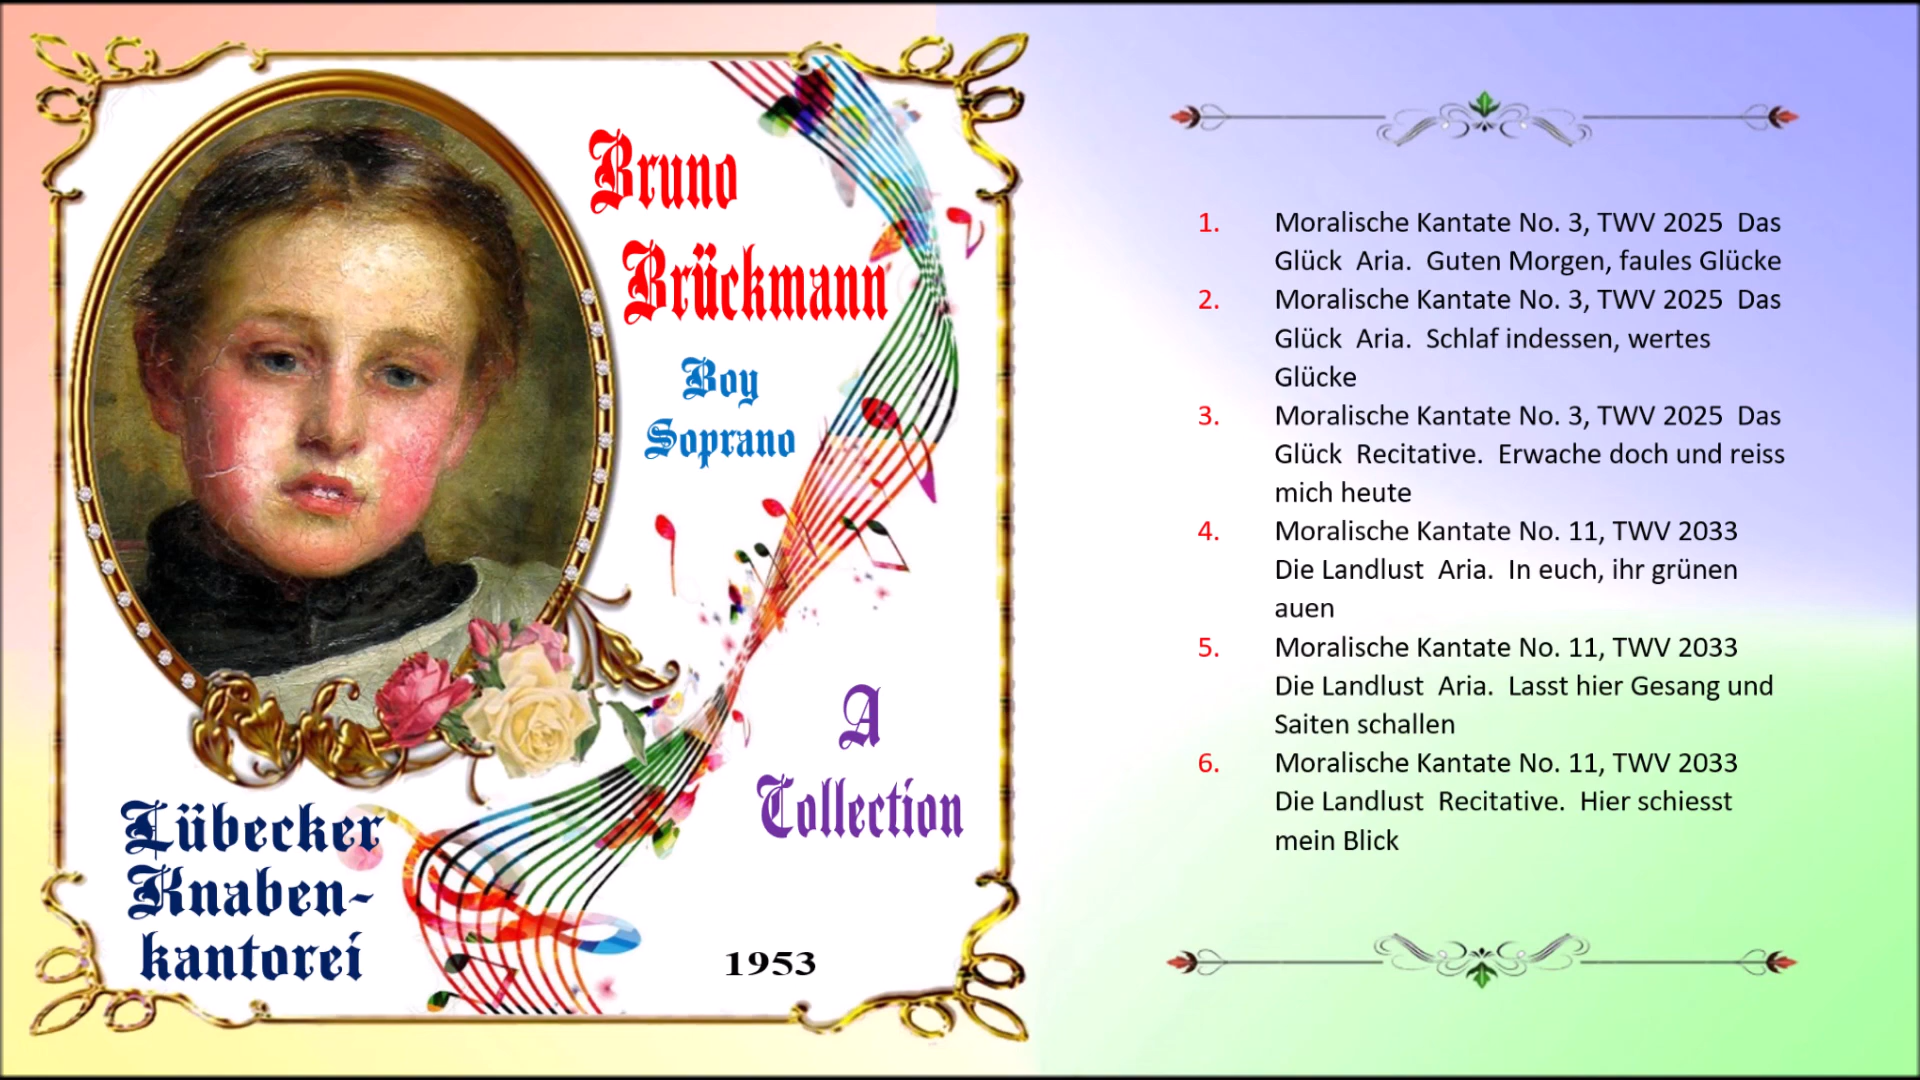 Bruno
Brückmann
Boy
Soprano
A
Collection
Lübecker
Knaben-
kantorei
1953
1. Moralische Kantate No. 3, TWV 2025  Das
Glück  Aria.  Guten Morgen, faules Glücke
2. Moralische Kantate No. 3, TWV 2025  Das
Glück  Aria.  Schlaf indessen, wertes
Glücke
3. Moralische Kantate No. 3, TWV 2025  Das
Glück  Recitative.  Erwache doch und reiss
mich heute
4. Moralische Kantate No. 11, TWV 2033
Die Landlust  Aria.  In euch, ihr grünen
auen
5. Moralische Kantate No. 11, TWV 2033
Die Landlust  Aria.  Lasst hier Gesang und
Saiten schallen
6. Moralische Kantate No. 11, TWV 2033
Die Landlust  Recitative.  Hier schiesst
mein Blick